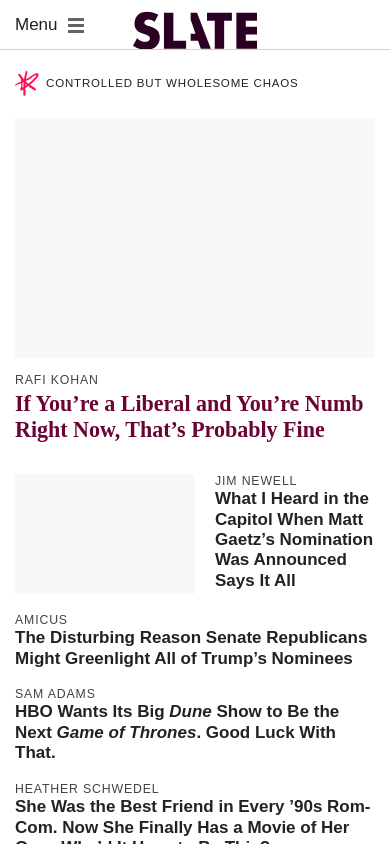 Menu
SLATE
CONTROLLED BUT WHOLESOME CHAOS
RAFI KOHAN
If You’re a Liberal and You’re Numb
Right Now, That’s Probably Fine
JIM NEWELL
What I Heard in the
Capitol When Matt
Gaetz’s Nomination
Was Announced
Says It All
AMICUS
The Disturbing Reason Senate Republicans
Might Greenlight All of Trump’s Nominees
SAM ADAMS
HBO Wants Its Big Dune Show to Be the
Next Game of Thrones. Good Luck With
That.
HEATHER SCHWEDEL
She Was the Best Friend in Every ’90s Rom-
Com. Now She Finally Has a Movie of Her